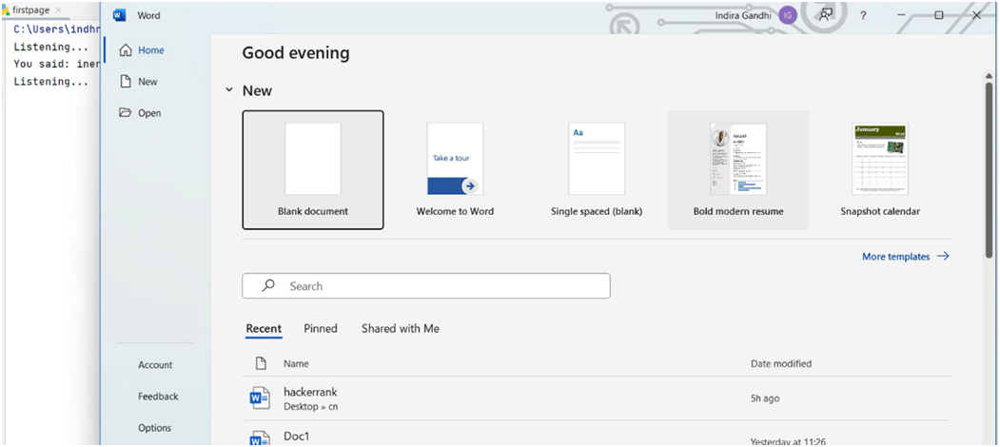 firstpage
C:\Users\indhr
Listening...
You said: iner
Listening...
Word
Indira Gandhi IG
?
Home
New
Open
Account
Feedback
Options
Good evening
New
Take a tour
Aa
January
Blank document
Welcome to Word
Single spaced (blank)
Bold modern resume
Snapshot calendar
More templates
Search
Recent Pinned Shared with Me
Name Date modified
hackerrank
Desktop » cn
5h ago
Doc1
Yesterday at 11:26